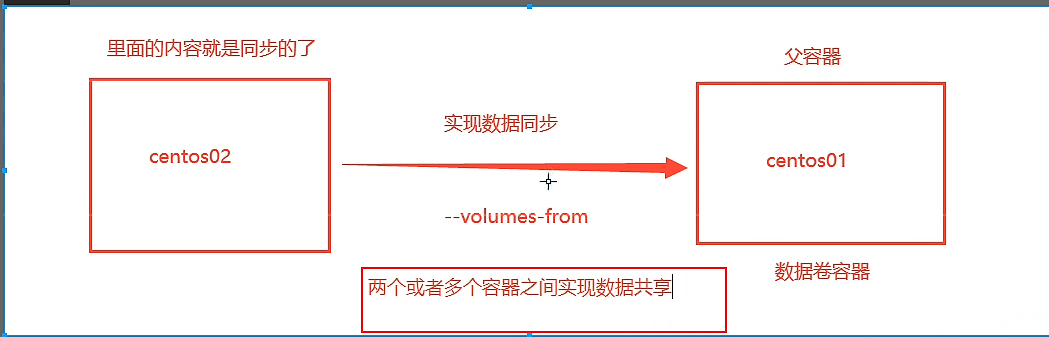 里面的内容就是同步的了
父容器
实现数据同步
centos02
centos01
--volumes-from
数据卷容器
两个或者多个容器之间实现数据共享